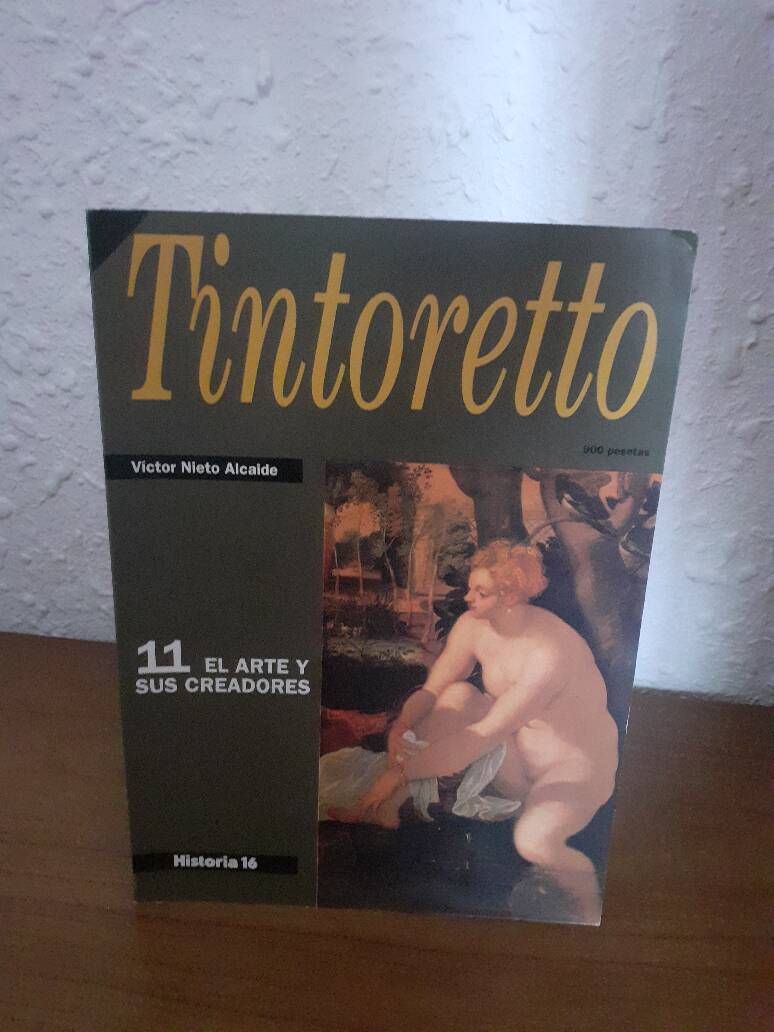 Tintoretto
900 pesetas
Víctor Nieto Alcaide
11 EL ARTE Y
SUS CREADORES
Historia 16